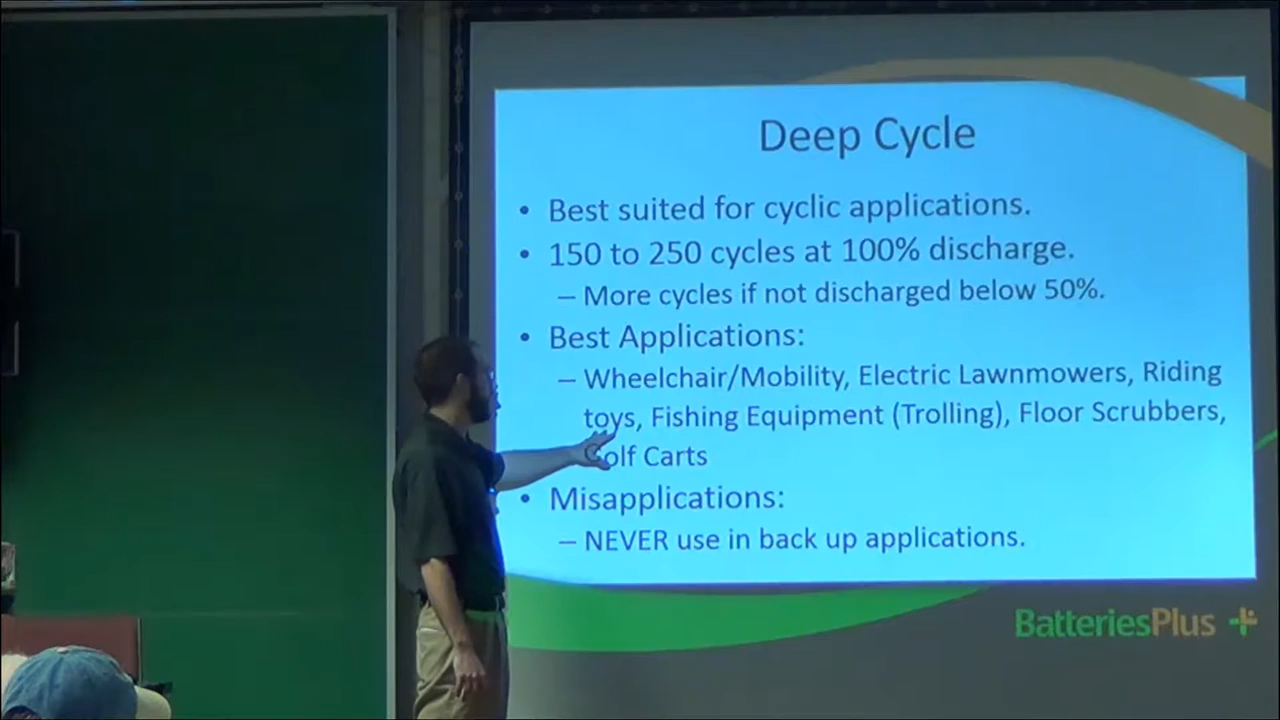 Deep Cycle
• Best suited for cyclic applications.
• 150 to 250 cycles at 100% discharge.
– More cycles if not discharged below 50%.
• Best Applications:
– Wheelchair/Mobility, Electric Lawnmowers, Riding
toys, Fishing Equipment (Trolling), Floor Scrubbers,
Golf Carts
• Misapplications:
– NEVER use in back up applications.
BatteriesPlus